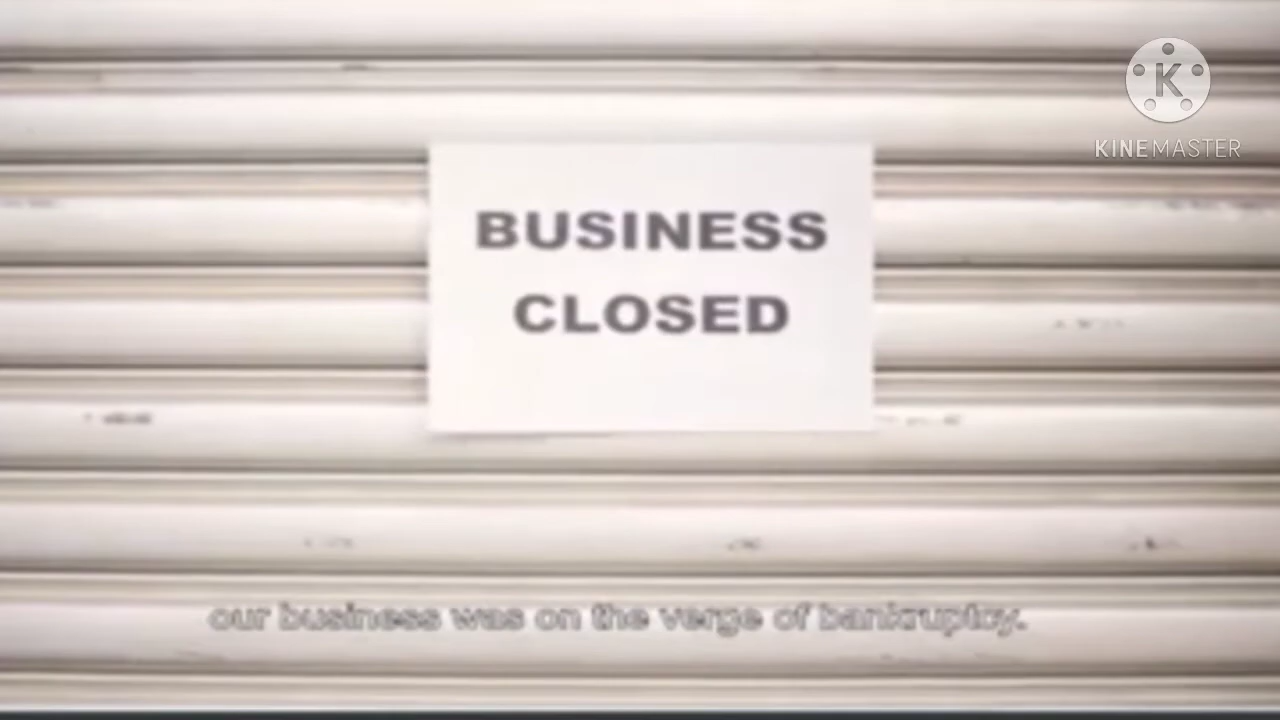 K
KINEMASTER
BUSINESS
CLOSED
our business was on the verge of bankruptcy.